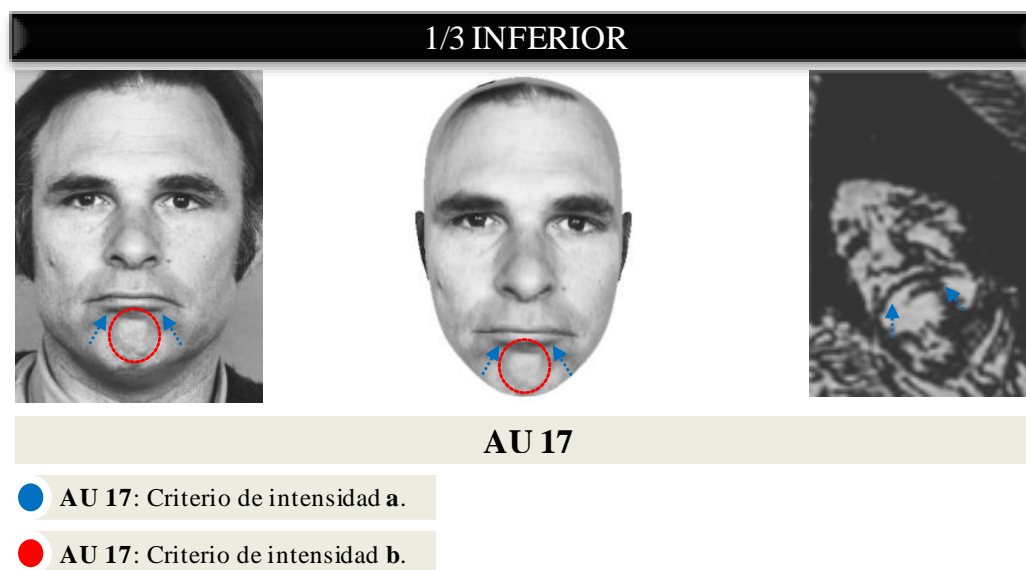 1/3 INFERIOR
AU 17
AU 17: Criterio de intensidad a.
AU 17: Criterio de intensidad b.